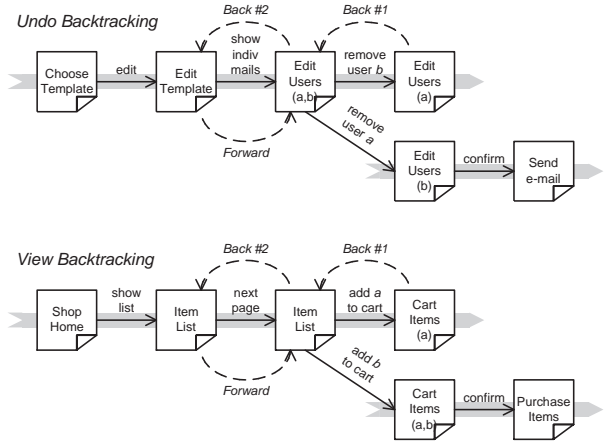 Undo Backtracking
Back #2
Back #1
Choose
Template
edit
Edit
Template
show
indiv
mails
Edit
Users
(a,b)
remove
user b
Edit
Users
(a)
Forward
remove
user a
Edit
Users
(b)
confirm
Send
e-mail
View Backtracking
Back #2
Back #1
Shop
Home
show
list
Item
List
next
page
Item
List
add a
to cart
Cart
Items
(a)
Forward
add b
to cart
Cart
Items
(a,b)
confirm
Purchase
Items